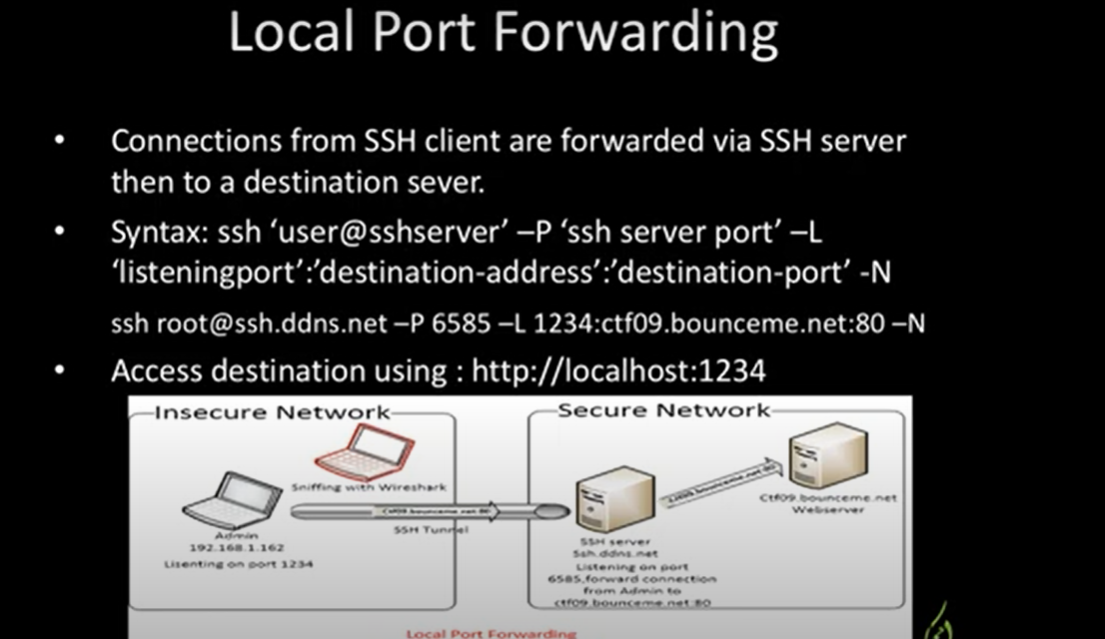 Local Port Forwarding
• Connections from SSH client are forwarded via SSH server
then to a destination sever.
• Syntax: ssh ‘user@sshserver’ –P ‘ssh server port’ –L
‘listeningport’:’destination-address’:’destination-port’ -N
ssh root@ssh.ddns.net –P 6585 –L 1234:ctf09.bounceme.net:80 –N
• Access destination using : http://localhost:1234
Insecure Network
Secure Network
Sniffing with Wireshark
Ctf09.bounceme.net:80
SSH Tunnel
Admin
192.168.1.162
Lisenting on port 1234
Ctf09.bounceme.net:80
Ctf09.bounceme.net
Webserver
SSH server
Ssh.ddns.net
Listening on port
6585,forward connection
from Admin to
ctf09.bounceme.net:80
Local Port Forwarding